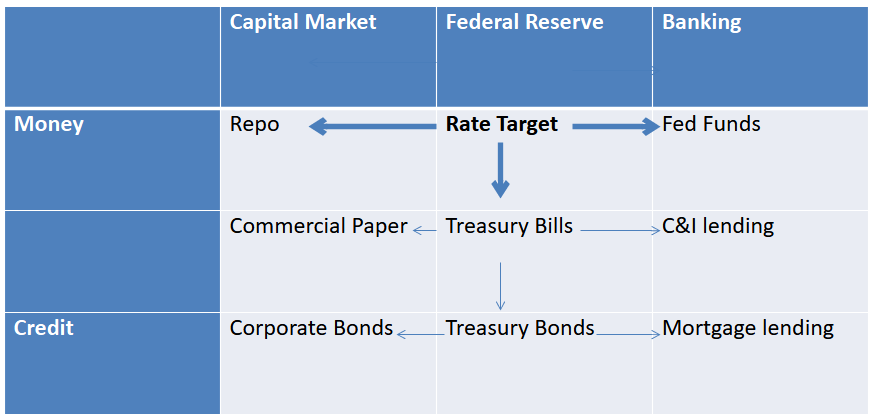 Capital Market Federal Reserve Banking
Money Repo Rate Target Fed Funds
Commercial Paper Treasury Bills C&I lending
Credit Corporate Bonds Treasury Bonds Mortgage lending